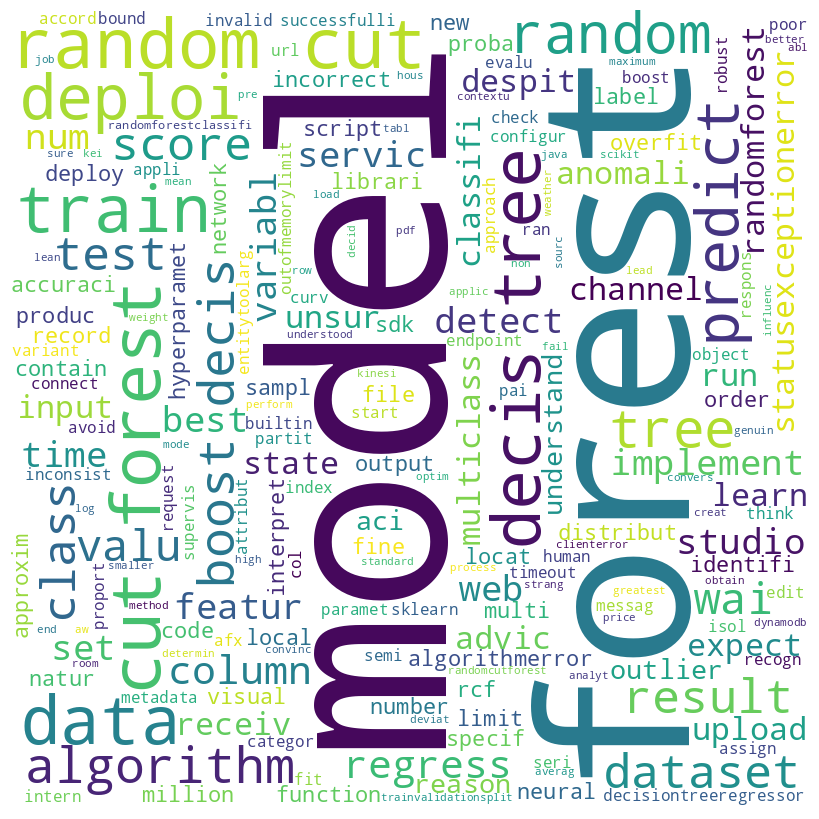 accord
bound
invalid
successfulli
new
random
cut
random
job
url
proba
poor
better
abl
maximum
evalu
despit
boost
robust
hous
incorrect
label
deploi
pre
contextu
randomforestclassifi
script
tabl
check
num
score
servic
configur
overfit
sure
kei
java
scikit
deploy
appli
librari
classifi
anomali
mean
load
approach
ran
weather
train
network
variabl
outofmemorylimit
decid
pdf
tree
predict
randomforest
statusexceptionerror
test
non
sourc
lean
row
lead
accuraci
hyperparamet
decis
curv
applic
channel
respons
influenc
produc
unsur
sdk
detect
variant
record
weight
entitytoolarg
understood
endpoint
fail
object
contain
kinesi
multiclass
decis
understand
run
connect
sampl
file
pai
order
input
best
perform
start
avoid
builtin
partit
tree
genuin
time
cut forest
state
output
implement
inconsist
mode
boost
attribut
index
optim
convers
learn
request
supervis
interpret
model
forest
creat
think
class
log
valu
aci
distribut
clienterror
studio
approxim
proport
high
col
fine
locat
human
timeout
identifi
smaller
standard
process
strang
obtain
web
method
featur
paramet
sklearn
multi
greatest
wai
edit
end
aw
messag
set
code
afx
local
advic
price
isol
dynamodb
expect
natur
room
determin
convinc
semi
algorithmerror
recogn
column
randomcutforest
analyt
outlier
metadata
visual
rcf
result
data
receiv
number
deviat
limit
upload
categor
specif
assign
algorithm
fit
regress
reason
seri
averag
dataset
intern
million
function
trainvalidationsplit
neural
decisiontreeregressor